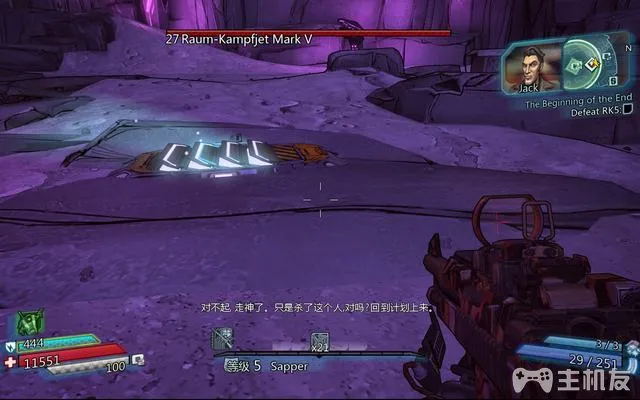 27 Raum-Kampfjet Mark V
N
Jack
The Beginning of the End
Defeat RK5:
对不起, 走神了。只是杀了这个人,对吗?回到计划上来。
444
11551
100
x21
等级 5 Sapper
3 / 3
29 / 251
主机友